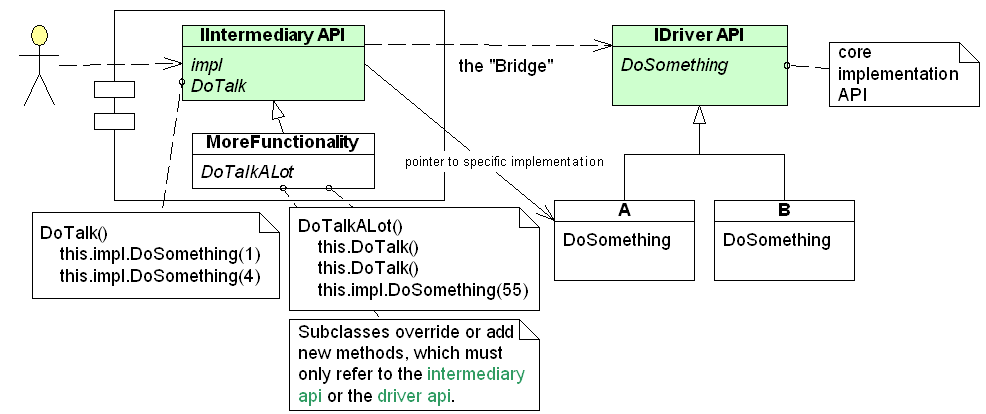 IIntermediary API
impl
DoTalk
the "Bridge"
IDriver API
DoSomething
core
implementation
API
MoreFunctionality
DoTalkALot
pointer to specific implementation
A
DoSomething
B
DoSomething
DoTalk()
this.impl.DoSomething(1)
this.impl.DoSomething(4)
DoTalkALot()
this.DoTalk()
this.DoTalk()
this.impl.DoSomething(55)
Subclasses override or add
new methods, which must
only refer to the intermediary
api or the driver api.